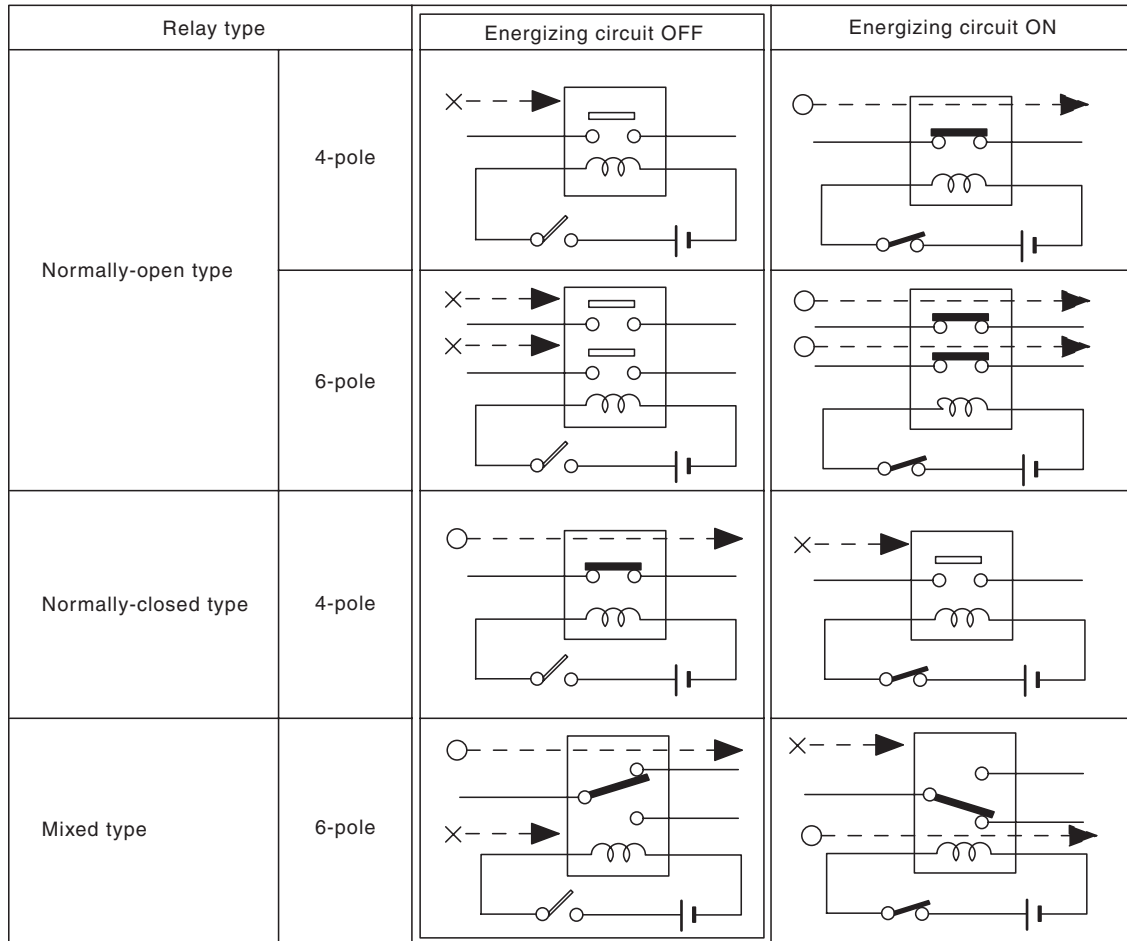 Relay type
Energizing circuit OFF
Energizing circuit ON
Normally-open type
4-pole
6-pole
Normally-closed type
4-pole
Mixed type
6-pole